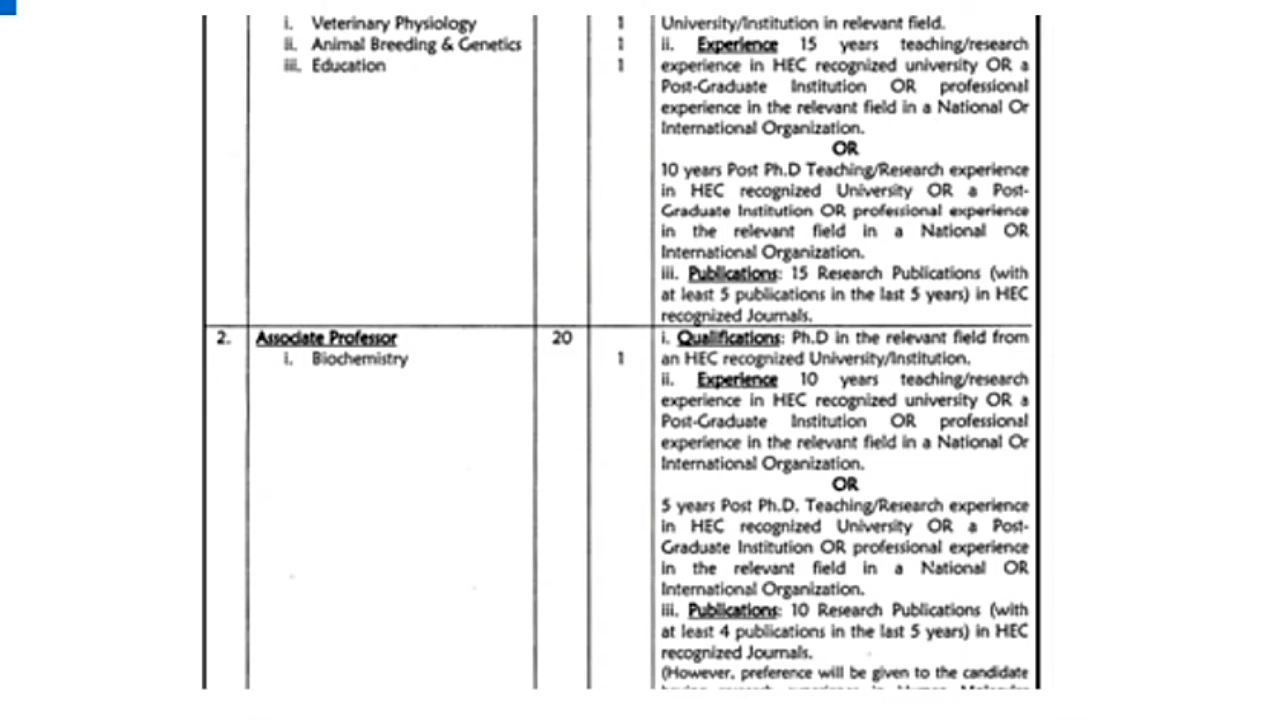 i. Veterinary Physiology 1
ii. Animal Breeding & Genetics 1
iii. Education 1
University/Institution in relevant field.
ii. Experience 15 years teaching/research
experience in HEC recognized university OR a
Post-Graduate Institution OR professional
experience in the relevant field in a National Or
International Organization.
OR
10 years Post Ph.D Teaching/Research experience
in HEC recognized University OR a Post-
Graduate Institution OR professional experience
in the relevant field in a National OR
International Organization.
iii. Publications: 15 Research Publications (with
at least 5 publications in the last 5 years) in HEC
recognized Journals.
2. Associate Professor 20
i. Biochemistry 1
i. Qualifications: Ph.D in the relevant field from
an HEC recognized University/Institution.
ii. Experience 10 years teaching/research
experience in HEC recognized university OR a
Post-Graduate Institution OR professional
experience in the relevant field in a National Or
International Organization.
OR
5 years Post Ph.D. Teaching/Research experience
in HEC recognized University OR a Post-
Graduate Institution OR professional experience
in the relevant field in a National OR
International Organization.
iii. Publications: 10 Research Publications (with
at least 4 publications in the last 5 years) in HEC
recognized Journals.
(However, preference will be given to the candidate